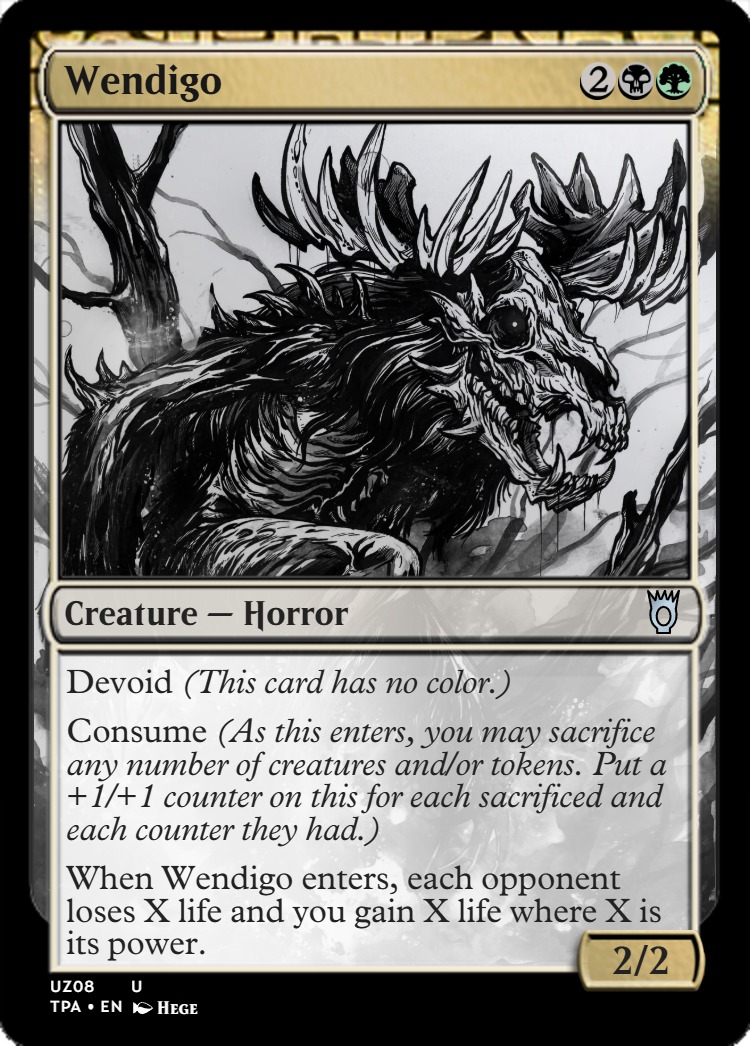 Wendigo 2
Creature — Horror
Devoid (This card has no color.)
Consume (As this enters, you may sacrifice
any number of creatures and/or tokens. Put a
+1/+1 counter on this for each sacrificed and
each counter they had.)
When Wendigo enters, each opponent
loses X life and you gain X life where X is
its power.
2/2
UZ08 U
TPA • EN HEGE